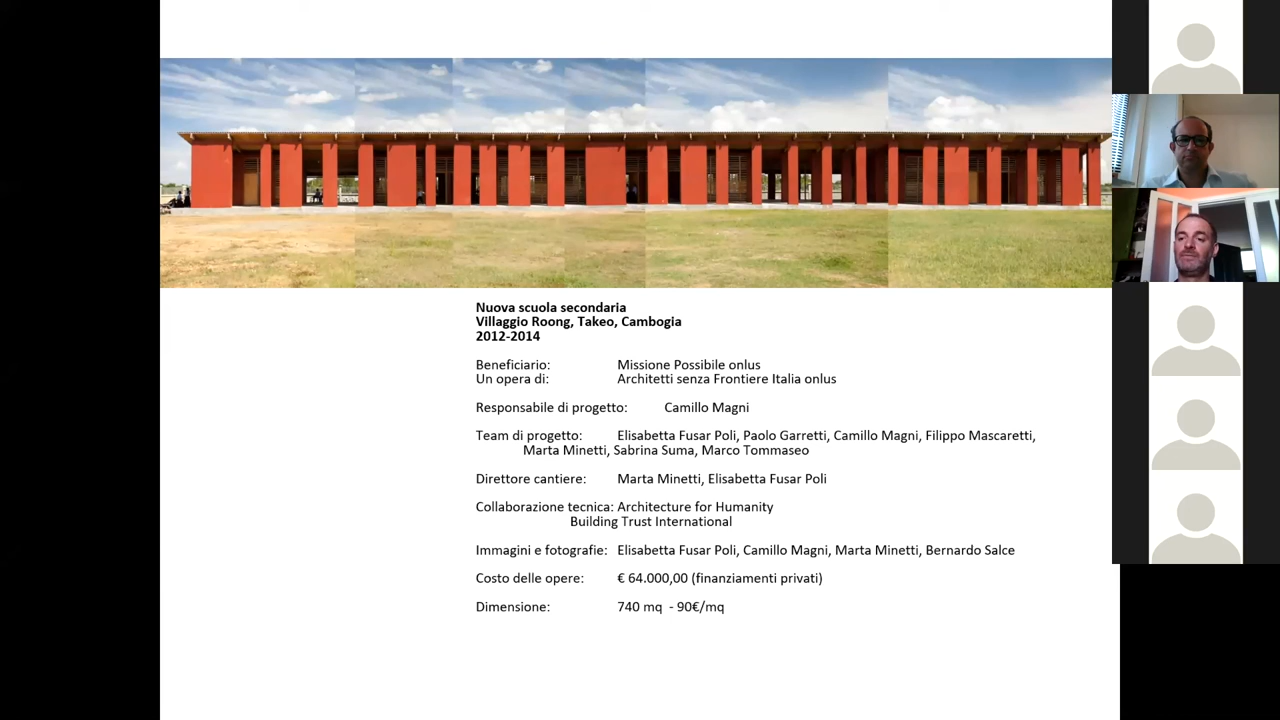 Nuova scuola secondaria
Villaggio Roong, Takeo, Cambogia
2012-2014
Beneficiario: Missione Possibile onlus
Un opera di: Architetti senza Frontiere Italia onlus
Responsabile di progetto: Camillo Magni
Team di progetto: Elisabetta Fusar Poli, Paolo Garretti, Camillo Magni, Filippo Mascaretti,
Marta Minetti, Sabrina Suma, Marco Tommaseo
Direttore cantiere: Marta Minetti, Elisabetta Fusar Poli
Collaborazione tecnica: Architecture for Humanity
Building Trust International
Immagini e fotografie: Elisabetta Fusar Poli, Camillo Magni, Marta Minetti, Bernardo Salce
Costo delle opere: € 64.000,00 (finanziamenti privati)
Dimensione: 740 mq - 90€/mq